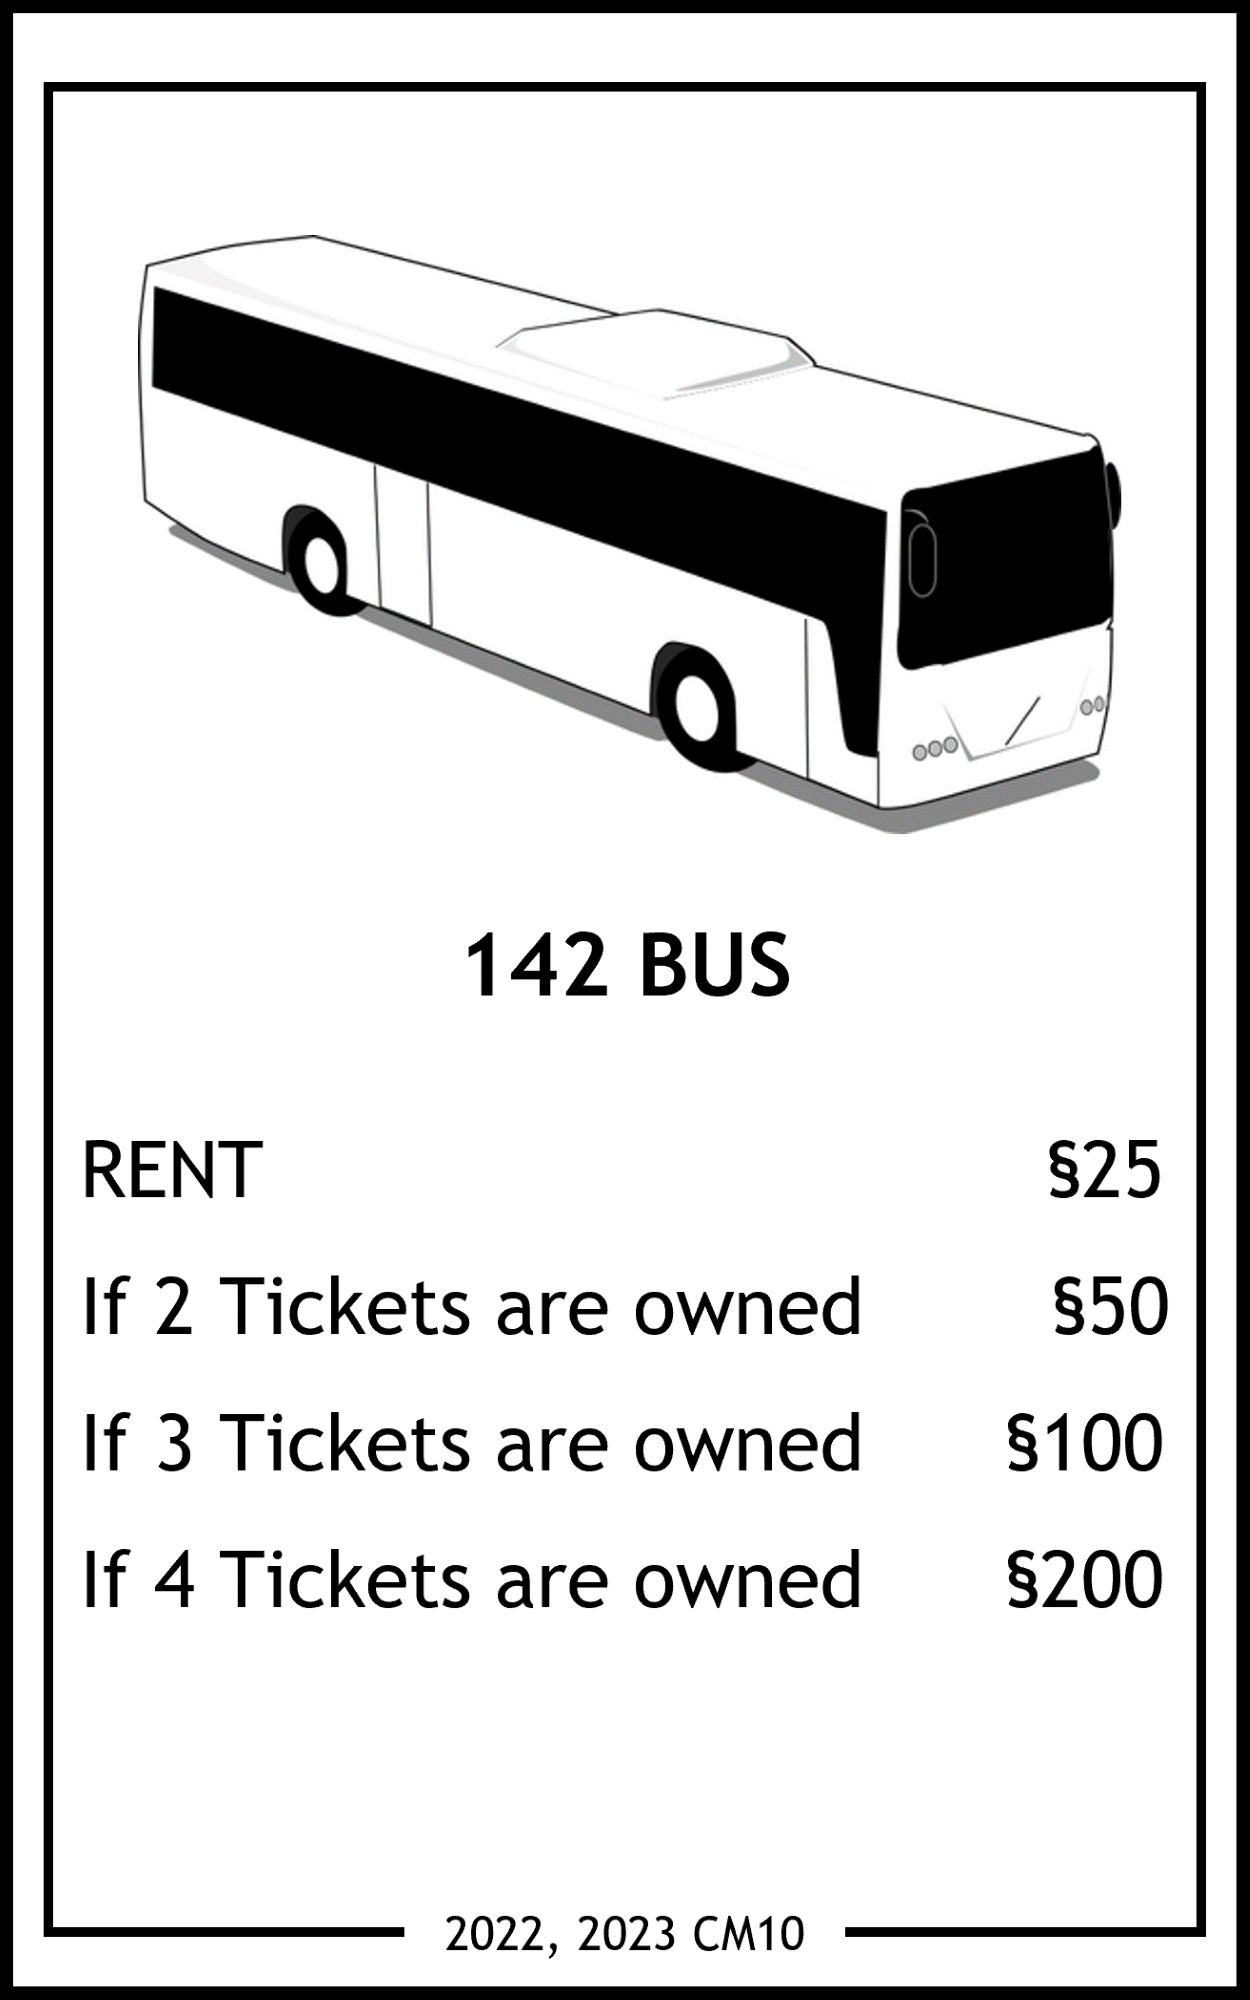 142 BUS
RENT §25
If 2 Tickets are owned §50
If 3 Tickets are owned §100
If 4 Tickets are owned §200
2022, 2023 CM10